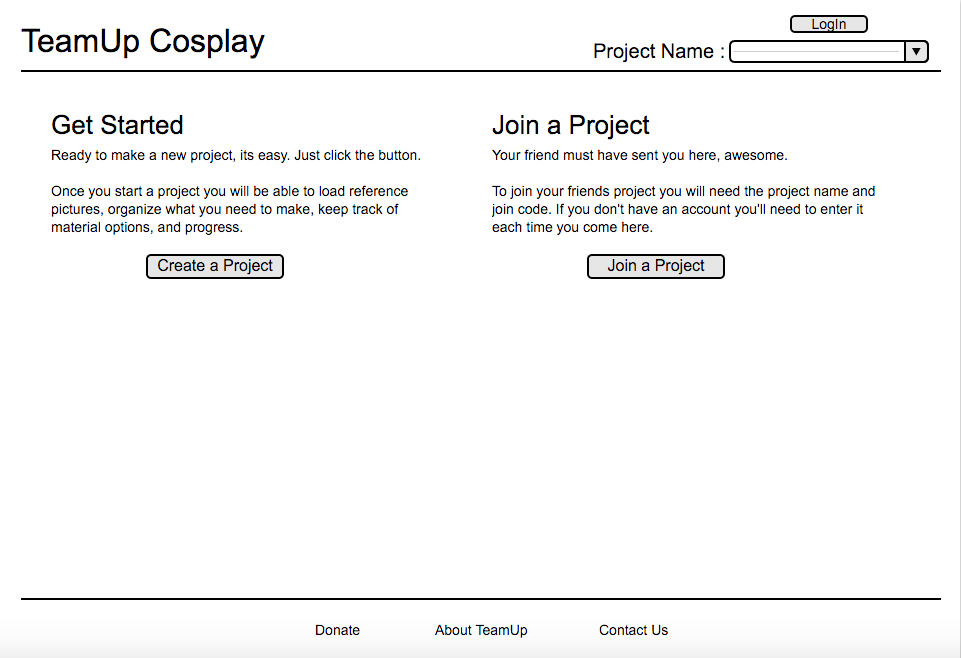 TeamUp Cosplay
LogIn
Project Name :
Get Started
Ready to make a new project, its easy. Just click the button.
Once you start a project you will be able to load reference
pictures, organize what you need to make, keep track of
material options, and progress.
Create a Project
Join a Project
Your friend must have sent you here, awesome.
To join your friends project you will need the project name and
join code. If you don't have an account you'll need to enter it
each time you come here.
Join a Project
Donate
About TeamUp
Contact Us